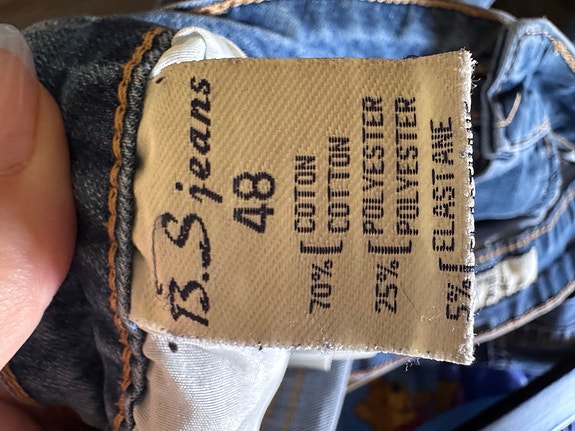 B.S jeans
48
70% [ COTON
COTTON
25% [ POLYESTER
POLYESTER
5% [ ELASTANE